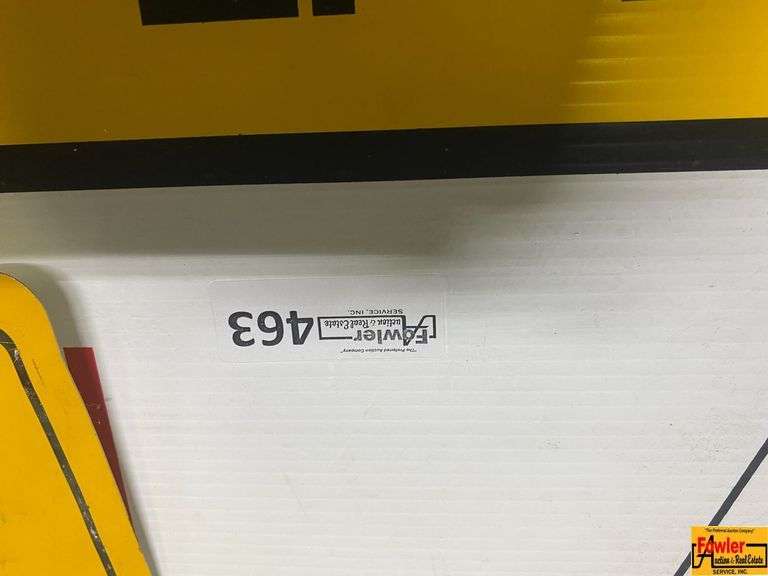 "The Preferred Auction Company"
Fowler
Auction & Real Estate
SERVICE, INC.
463
"The Preferred Auction Company"
Fowler
Auction & Real Estate
SERVICE, INC.